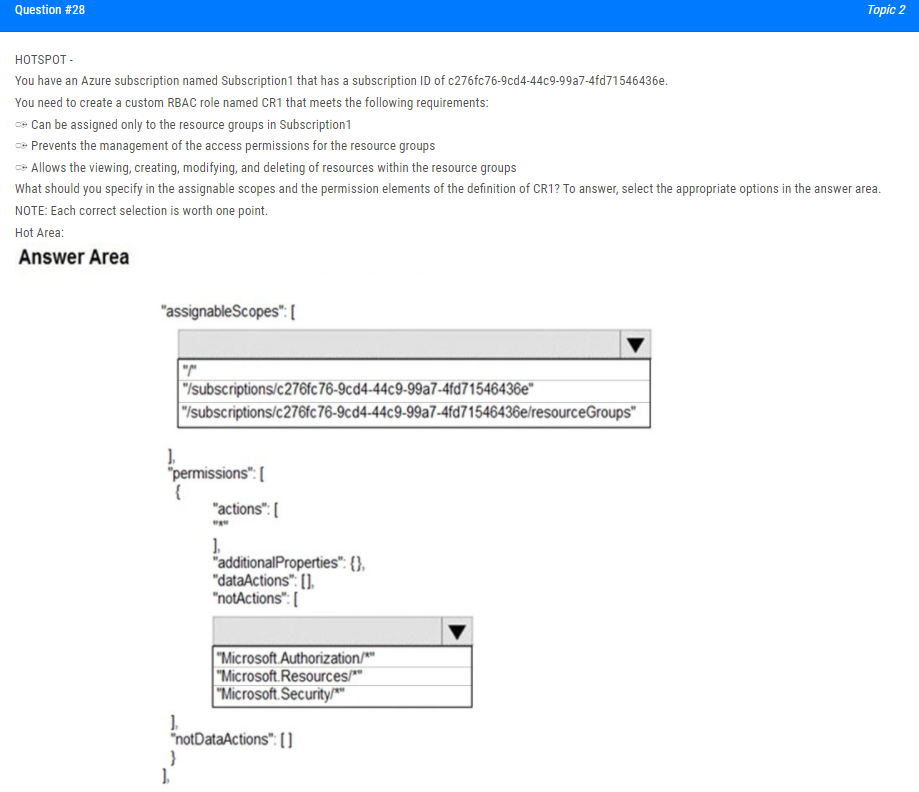 Question #28
Topic 2
HOTSPOT -
You have an Azure subscription named Subscription1 that has a subscription ID of c276fc76-9cd4-44c9-99a7-4fd71546436e.
You need to create a custom RBAC role named CR1 that meets the following requirements:
Can be assigned only to the resource groups in Subscription1
Prevents the management of the access permissions for the resource groups
Allows the viewing, creating, modifying, and deleting of resources within the resource groups
What should you specify in the assignable scopes and the permission elements of the definition of CR1? To answer, select the appropriate options in the answer area.
NOTE: Each correct selection is worth one point.
Hot Area:
Answer Area
"assignableScopes": [
"/"
"/subscriptions/c276fc76-9cd4-44c9-99a7-4fd71546436e"
"/subscriptions/c276fc76-9cd4-44c9-99a7-4fd71546436e/resourceGroups"
],
"permissions": [
{
"actions": [
"*"
],
"additionalProperties": {},
"dataActions": [],
"notActions": [
"Microsoft.Authorization/*"
"Microsoft.Resources/*"
"Microsoft.Security/*"
],
"notDataActions": [ ]
}
],